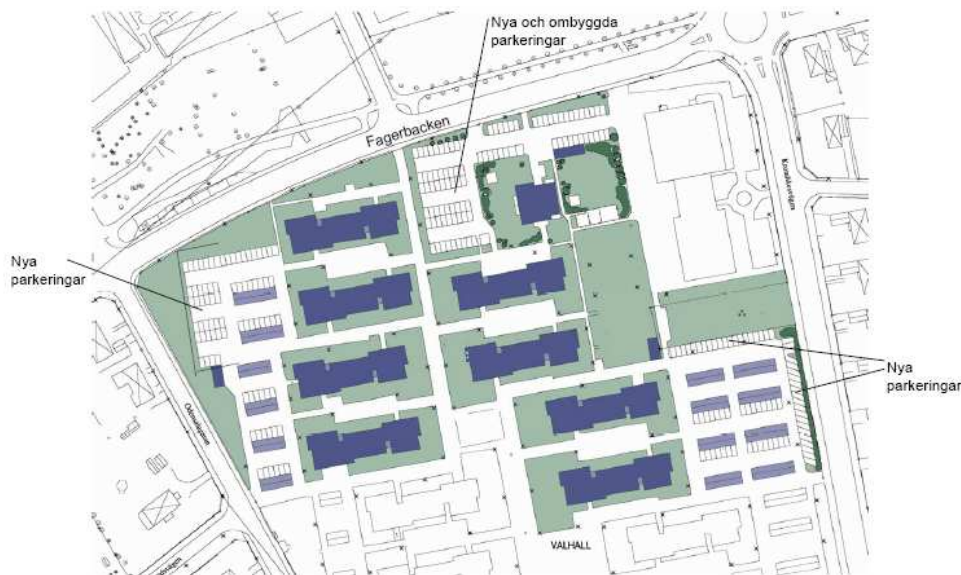 Nya och ombyggda
parkeringar
Fagerbacken
Nya
parkeringar
Nya
parkeringar
VALHALL